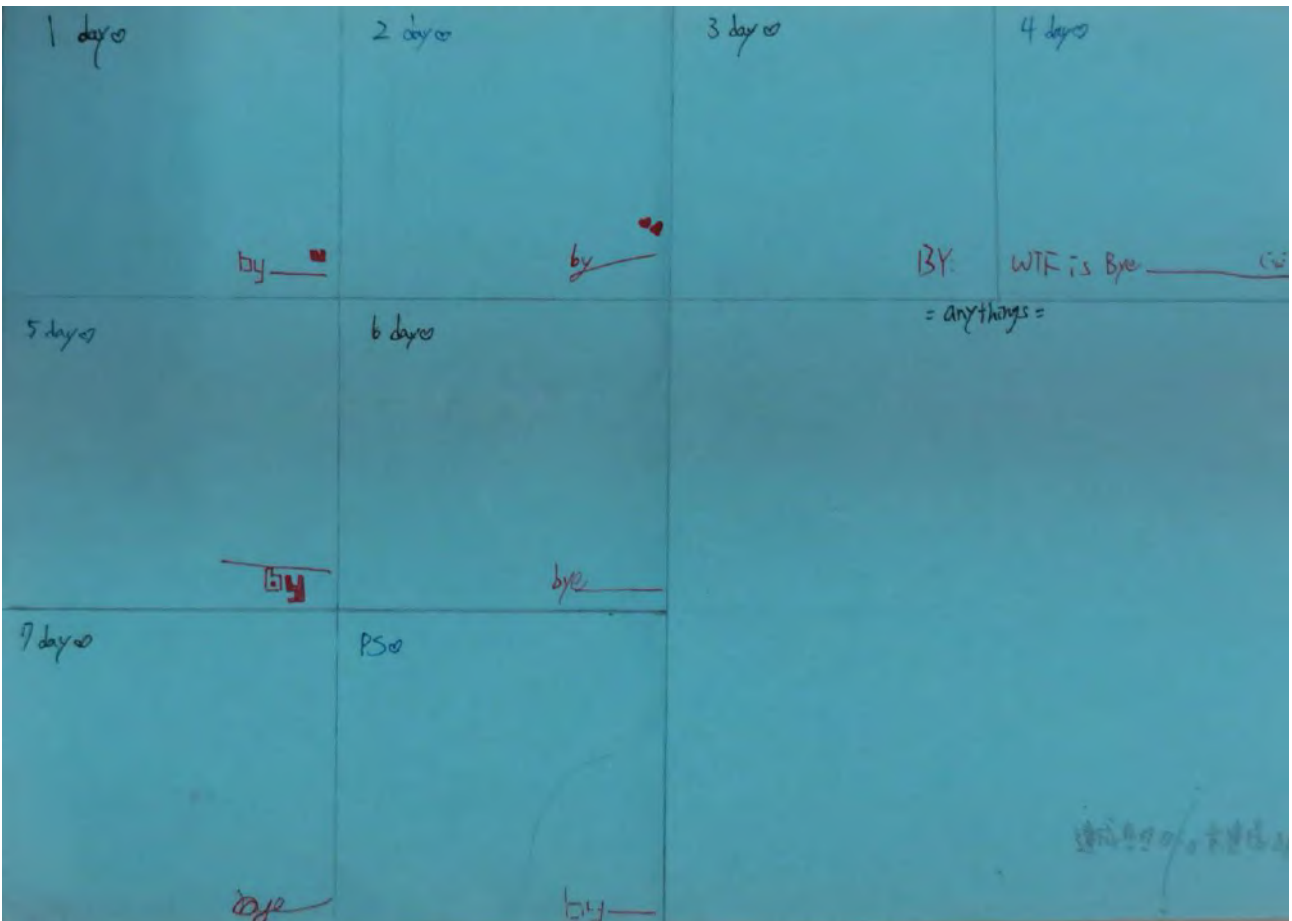 1 day♡
2 day♡
3 day♡
4 day♡
by
by
BY:
WTF is Bye
= anythings =
5 day♡
6 day♡
by
bye
7 day♡
PS♡
bye
by